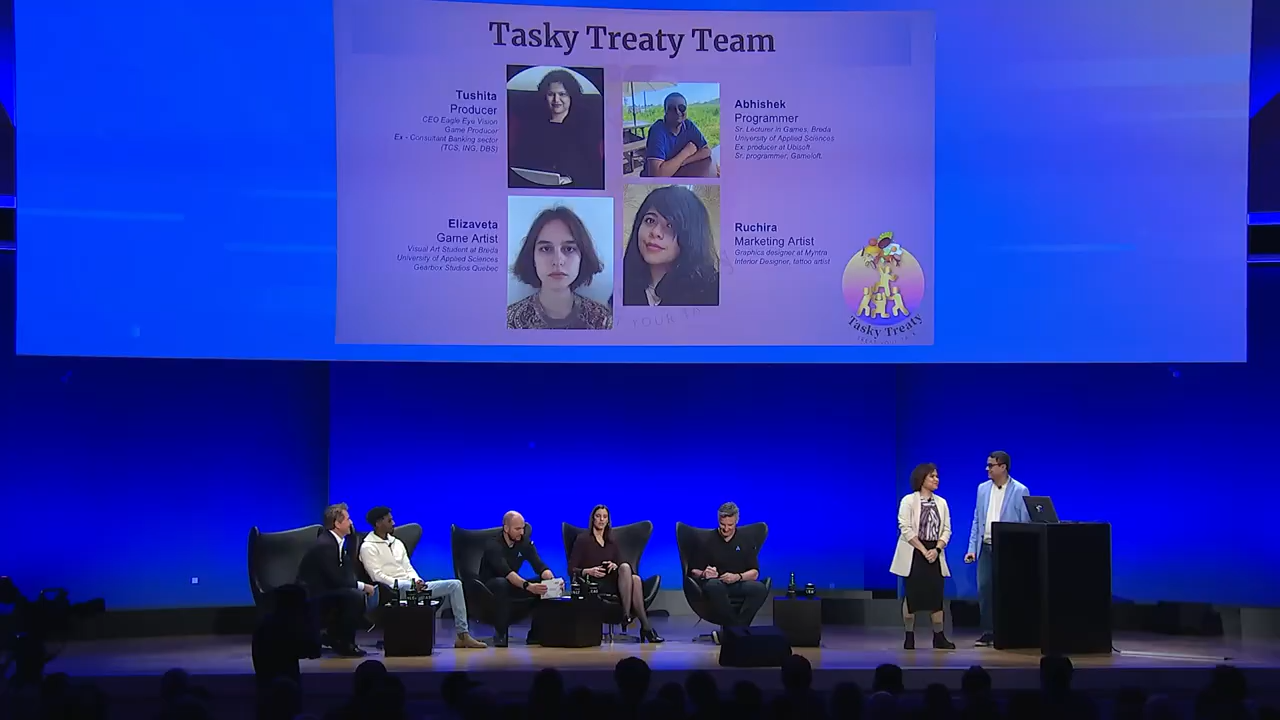 Tasky Treaty Team
Tushita
Producer
CEO Eagle Eye Vision
Game Producer
Ex - Consultant Banking sector
(TCS, ING, DBS)
Abhishek
Programmer
Sr. Lecturer in Games, Breda
University of Applied Sciences
Ex. producer at Ubisoft.
Sr. programmer, Gameloft.
Elizaveta
Game Artist
Visual Art Student at Breda
University of Applied Sciences
Gearbox Studios Quebec
Ruchira
Marketing Artist
Graphics designer at Myntra
Interior Designer, tattoo artist
Tasky Treaty